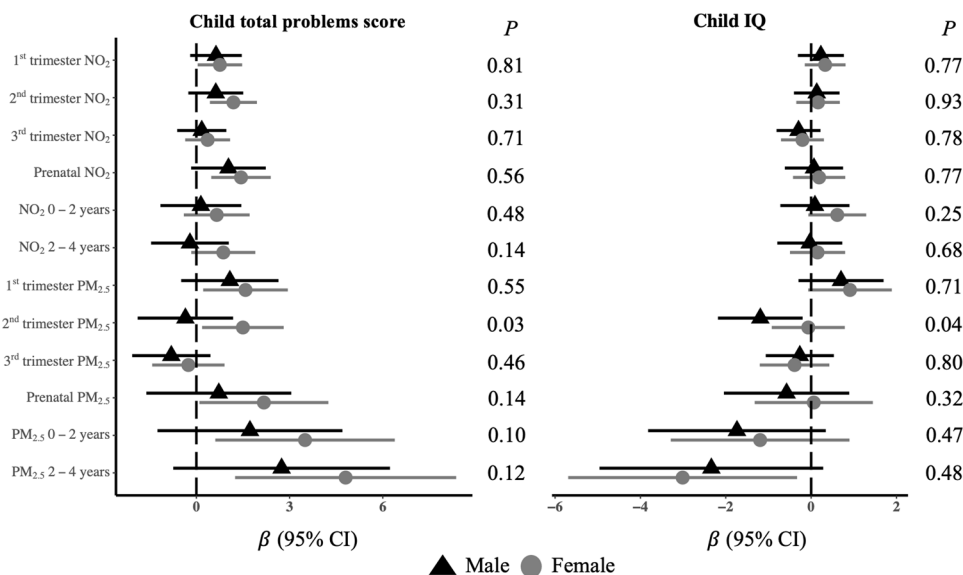 Child total problems score P Child IQ P
1st trimester NO2 0.81 0.77
2nd trimester NO2 0.31 0.93
3rd trimester NO2 0.71 0.78
Prenatal NO2 0.56 0.77
NO2 0 – 2 years 0.48 0.25
NO2 2 – 4 years 0.14 0.68
1st trimester PM2.5 0.55 0.71
2nd trimester PM2.5 0.03 0.04
3rd trimester PM2.5 0.46 0.80
Prenatal PM2.5 0.14 0.32
PM2.5 0 – 2 years 0.10 0.47
PM2.5 2 – 4 years 0.12 0.48
0 3 6 −6 −4 −2 0 2
β (95% CI) β (95% CI)
Male Female